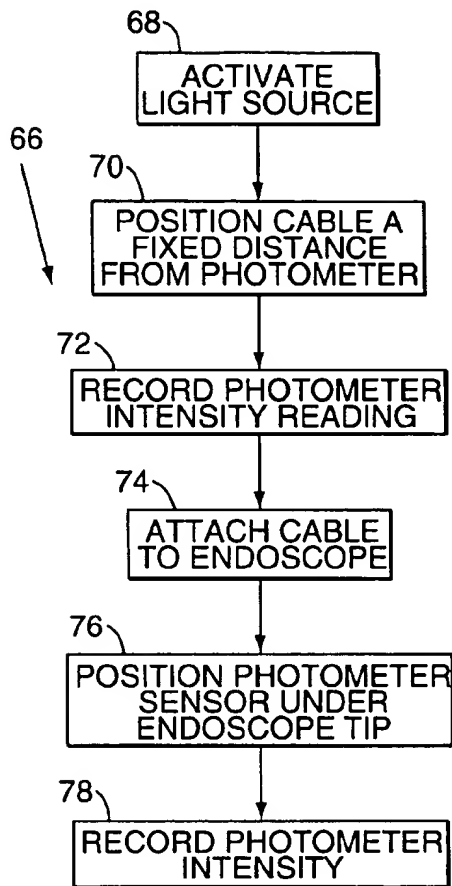 68
ACTIVATE
LIGHT SOURCE
66
70
POSITION CABLE A
FIXED DISTANCE
FROM PHOTOMETER
72
RECORD PHOTOMETER
INTENSITY READING
74
ATTACH CABLE
TO ENDOSCOPE
76
POSITION PHOTOMETER
SENSOR UNDER
ENDOSCOPE TIP
78
RECORD PHOTOMETER
INTENSITY